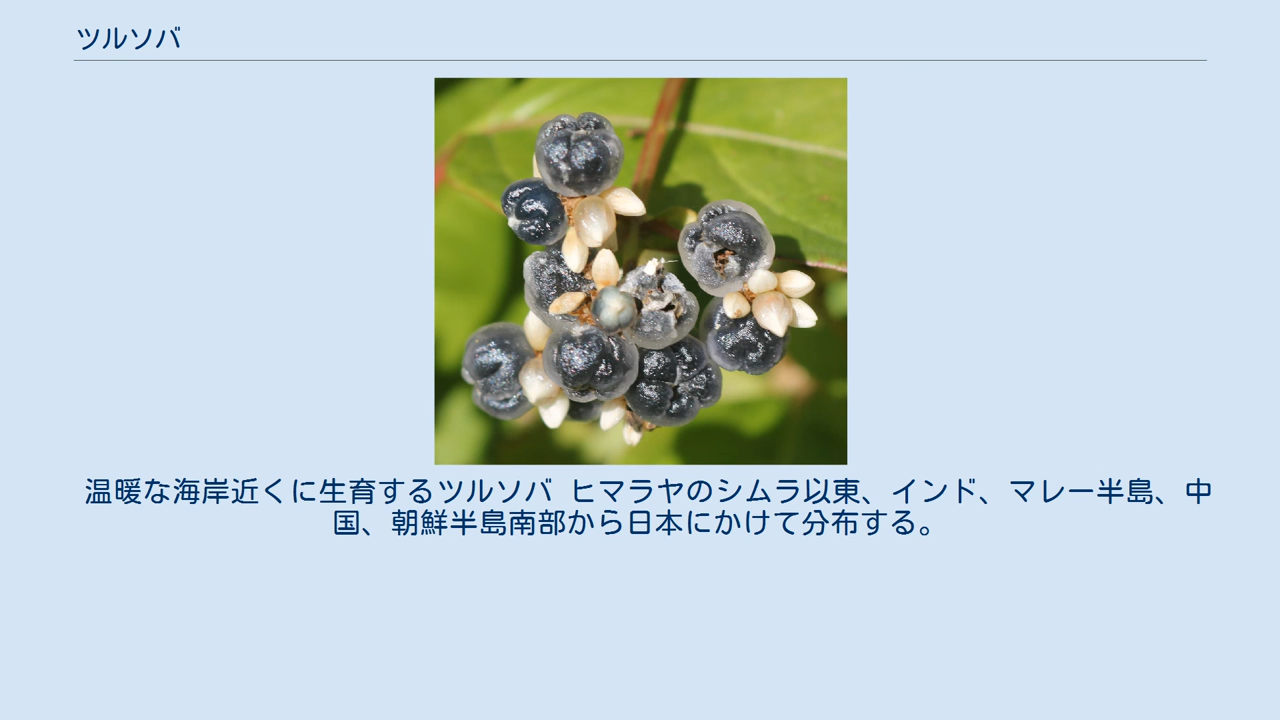 ツルソバ
温暖な海岸近くに生育するツルソバ ヒマラヤのシムラ以東、インド、マレー半島、中
国、朝鮮半島南部から日本にかけて分布する。